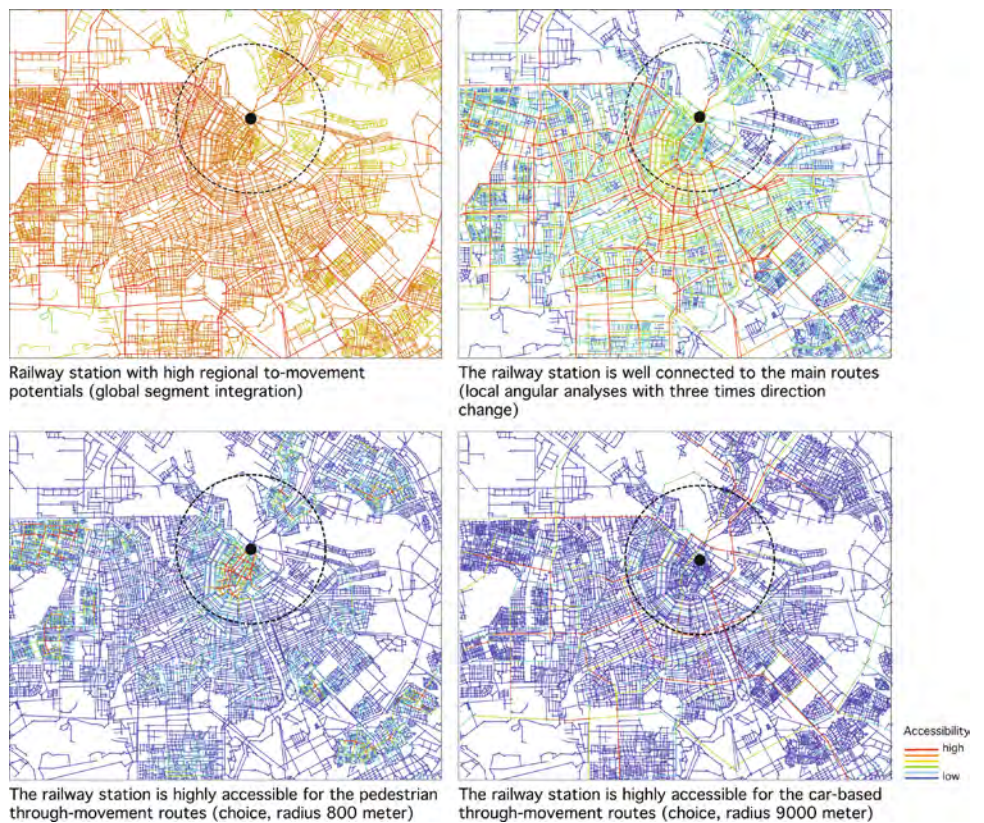 Railway station with high regional to-movement
potentials (global segment integration)
The railway station is well connected to the main routes
(local angular analyses with three times direction
change)
The railway station is highly accessible for the pedestrian
through-movement routes (choice, radius 800 meter)
The railway station is highly accessible for the car-based
through-movement routes (choice, radius 9000 meter)
Accessibility
high
low